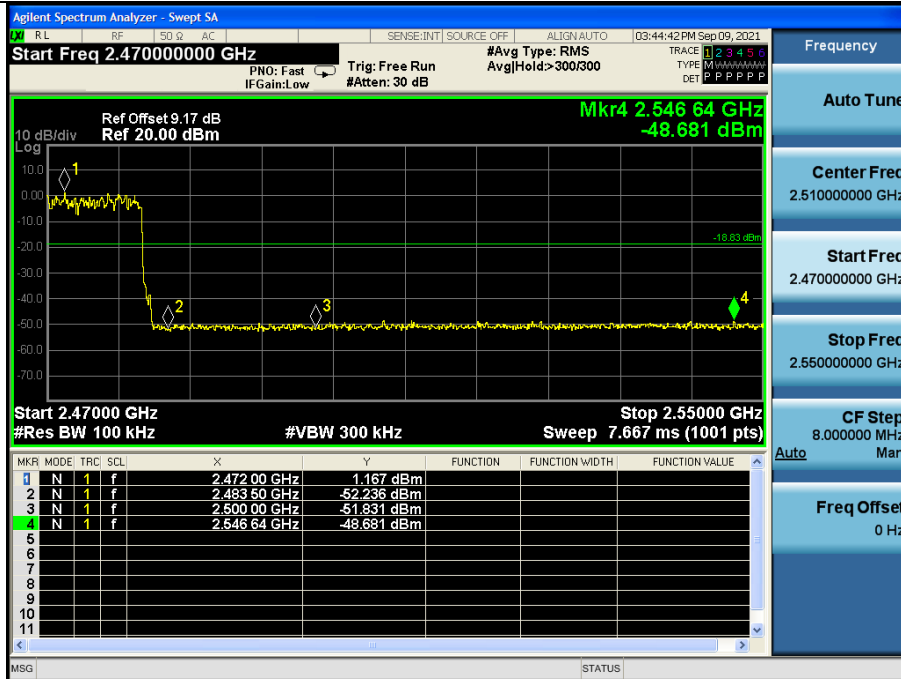 Agilent Spectrum Analyzer - Swept SA
LXI RL RF 50 Ω AC SENSE:INT SOURCE OFF ALIGN AUTO 03:44:42 PM Sep 09, 2021
Start Freq 2.470000000 GHz
PNO: Fast
IFGain:Low
Trig: Free Run
#Atten: 30 dB
#Avg Type: RMS
Avg|Hold:>300/300
TRACE 1 2 3 4 5 6
TYPE M WWWWW
DET P P P P P P
Frequency
Ref Offset 9.17 dB
10 dB/div Ref 20.00 dBm
Log
Mkr4 2.546 64 GHz
-48.681 dBm
10.0
0.00
-10.0
-20.0
-30.0
-40.0
-50.0
-60.0
-70.0
1
2
3
4
-18.83 dBm
Start 2.47000 GHz
Stop 2.55000 GHz
#Res BW 100 kHz #VBW 300 kHz Sweep 7.667 ms (1001 pts)
MKR MODE TRC SCL X Y FUNCTION FUNCTION WIDTH FUNCTION VALUE
1 N 1 f 2.472 00 GHz 1.167 dBm
2 N 1 f 2.483 50 GHz -52.236 dBm
3 N 1 f 2.500 00 GHz -51.831 dBm
4 N 1 f 2.546 64 GHz -48.681 dBm
5
6
7
8
9
10
11
MSG STATUS
Auto Tune
Center Freq
2.510000000 GHz
Start Freq
2.470000000 GHz
Stop Freq
2.550000000 GHz
CF Step
8.000000 MHz
Auto Man
Freq Offset
0 Hz